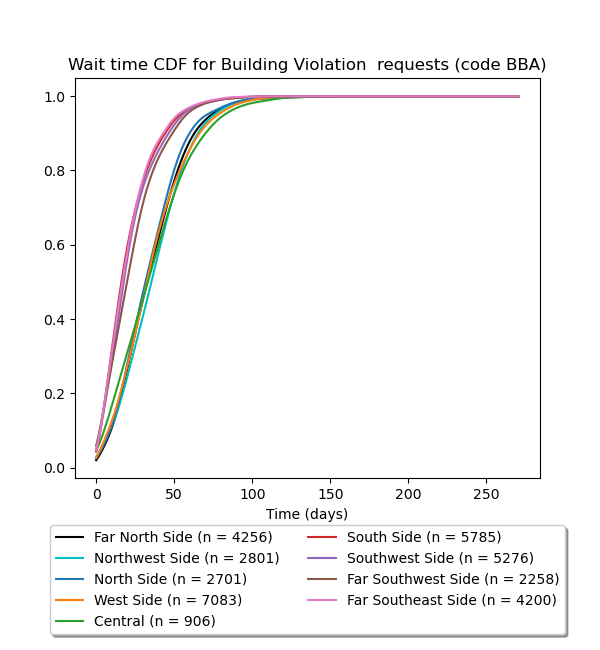 Wait time CDF for Building Violation  requests (code BBA)
1.0
0.8
0.6
0.4
0.2
0.0
0 50 100 150 200 250
Time (days)
Far North Side (n = 4256)
Northwest Side (n = 2801)
North Side (n = 2701)
West Side (n = 7083)
Central (n = 906)
South Side (n = 5785)
Southwest Side (n = 5276)
Far Southwest Side (n = 2258)
Far Southeast Side (n = 4200)